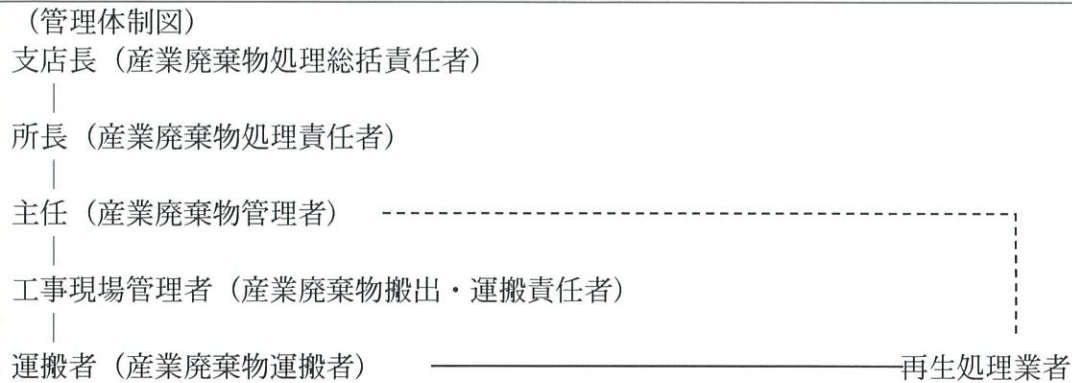 （管理体制図）
支店長（産業廃棄物処理総括責任者）
所長（産業廃棄物処理責任者）
主任（産業廃棄物管理者）
工事現場管理者（産業廃棄物搬出・運搬責任者）
運搬者（産業廃棄物運搬者）
再生処理業者